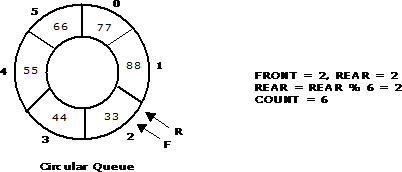 5
0
66
77
4
55
88
1
FRONT = 2, REAR = 2
REAR = REAR % 6 = 2
COUNT = 6
44
33
R
3
2
F
Circular Queue